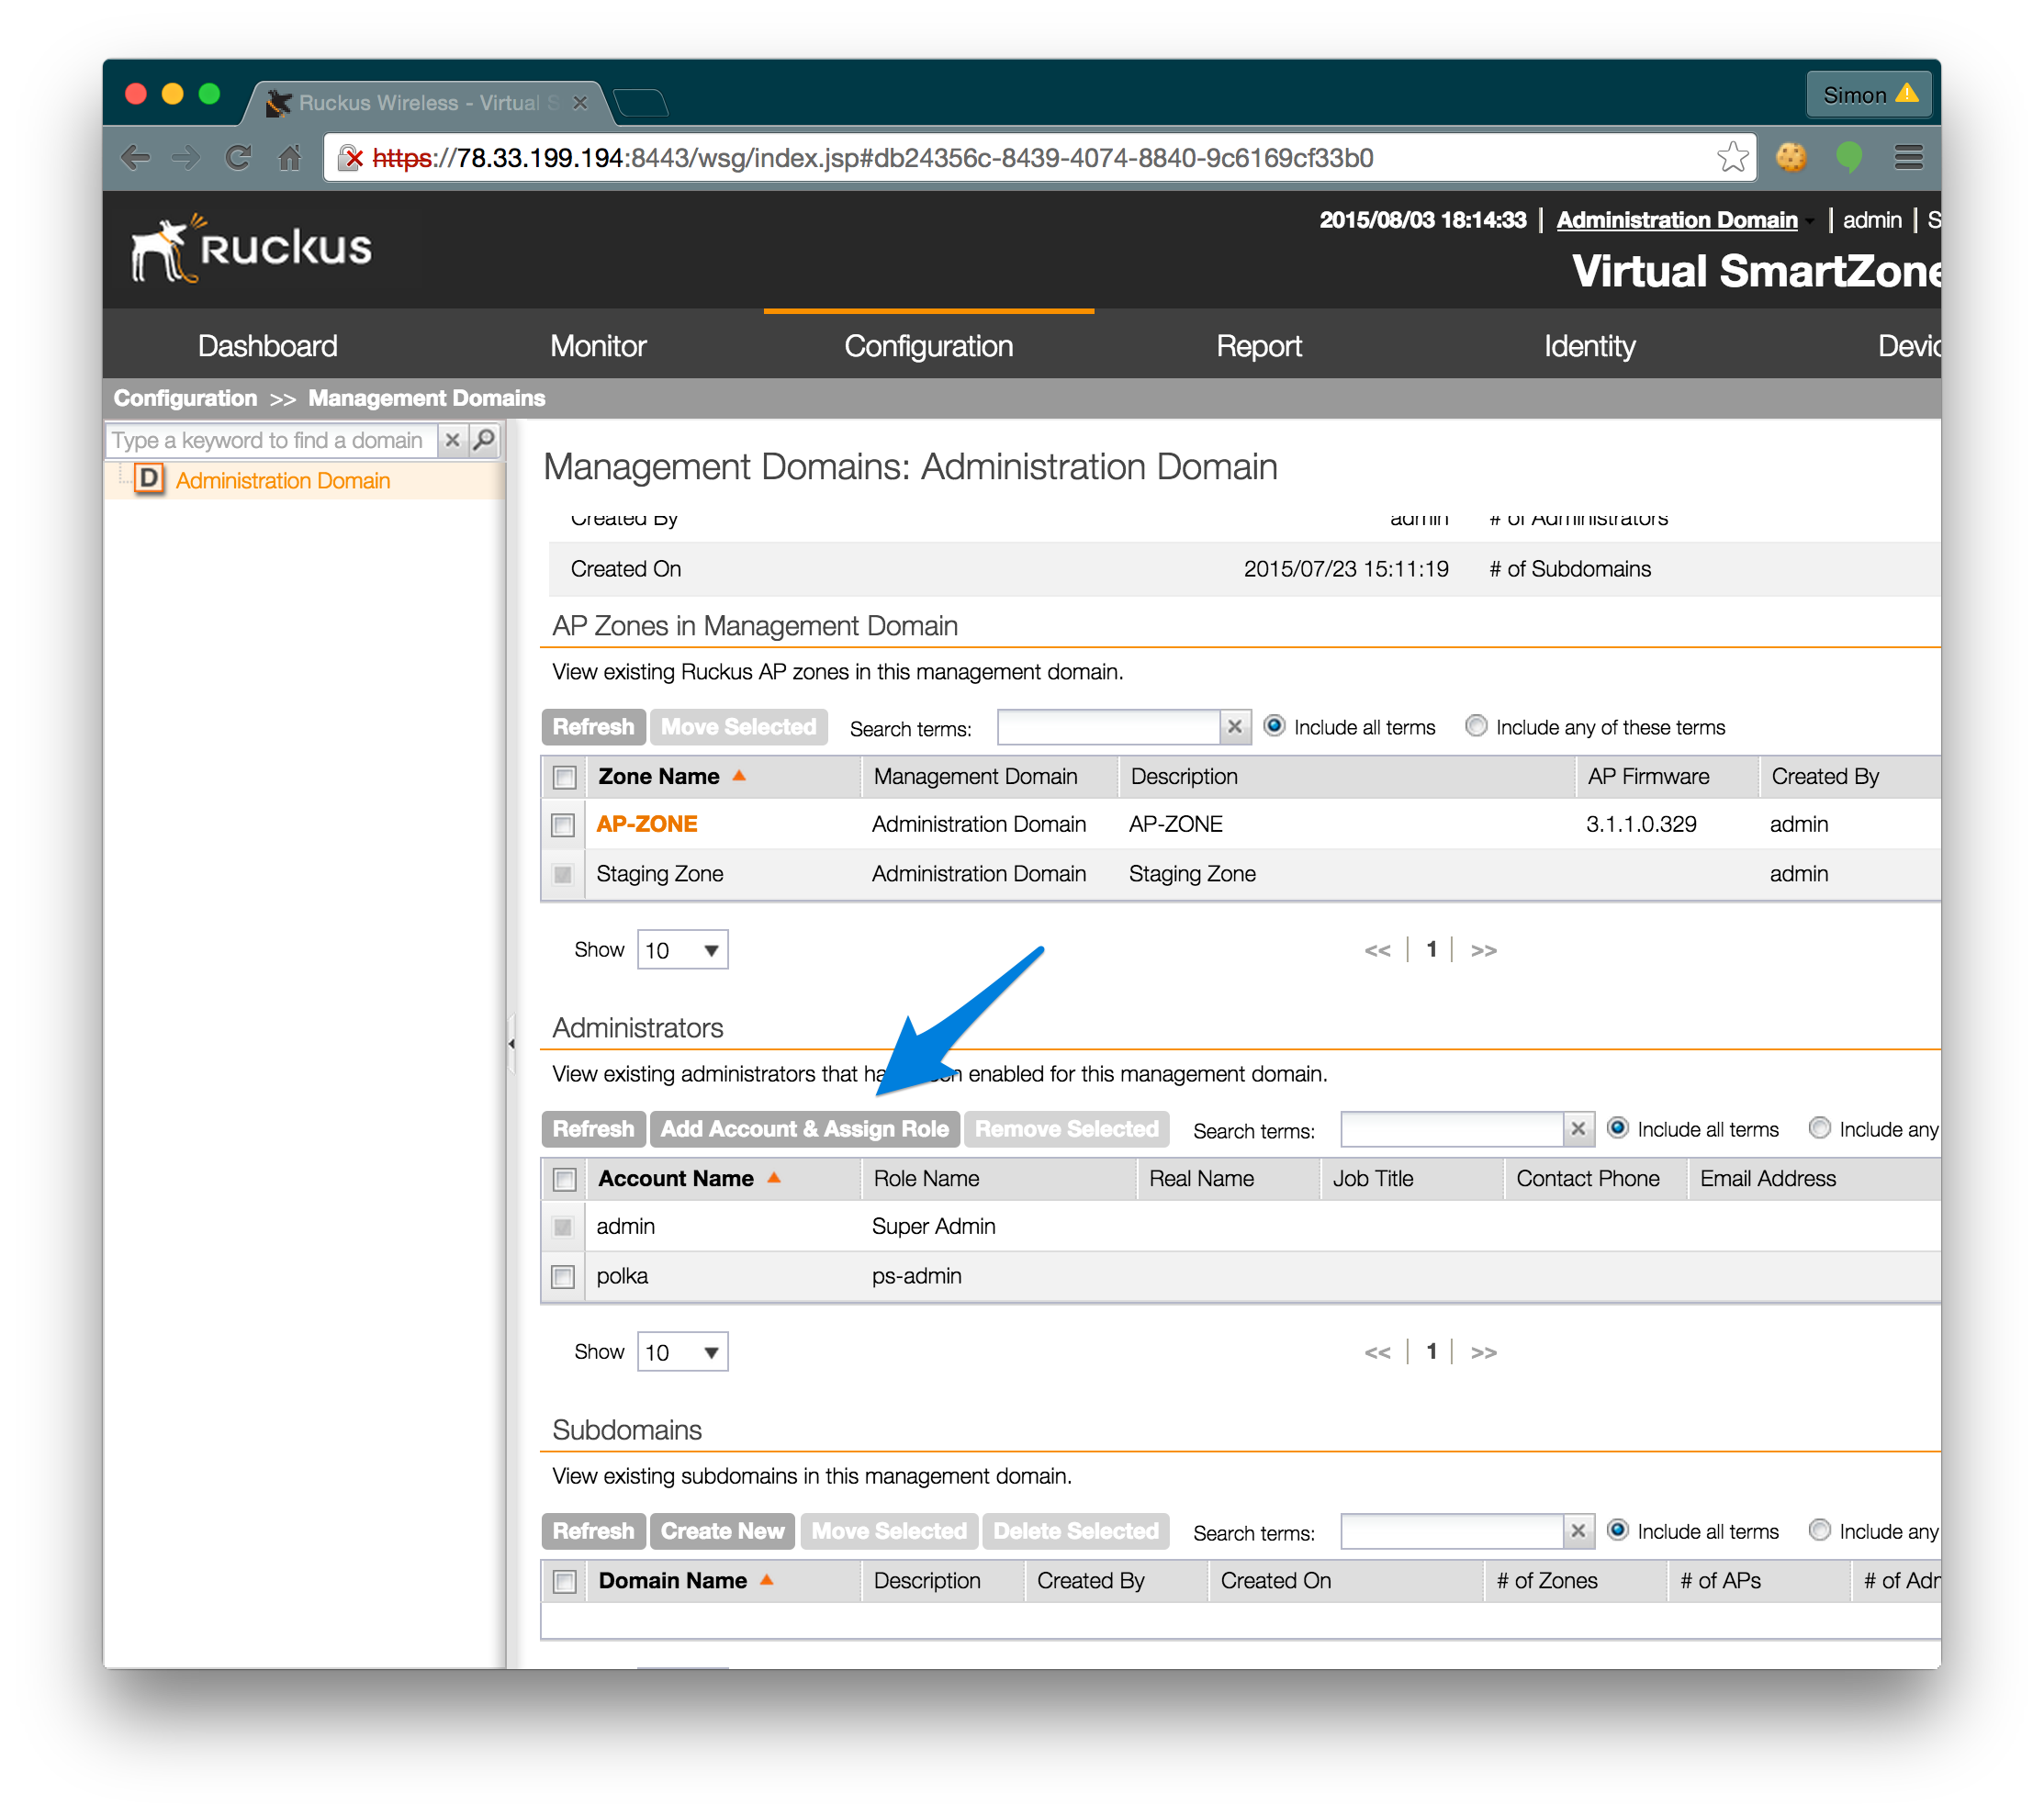 Ruckus Wireless - Virtual S
Simon
https://78.33.199.194:8443/wsg/index.jsp#db24356c-8439-4074-8840-9c6169cf33b0
Ruckus
2015/08/03 18:14:33 | Administration Domain | admin | S
Virtual SmartZone
Dashboard Monitor Configuration Report Identity Devic
Configuration >> Management Domains
Type a keyword to find a domain
D Administration Domain
Management Domains: Administration Domain
Created By admin # of Administrators
Created On 2015/07/23 15:11:19 # of Subdomains
AP Zones in Management Domain
View existing Ruckus AP zones in this management domain.
Refresh Move Selected Search terms: Include all terms Include any of these terms
Zone Name Management Domain Description AP Firmware Created By
AP-ZONE Administration Domain AP-ZONE 3.1.1.0.329 admin
Staging Zone Administration Domain Staging Zone admin
Show 10 << | 1 | >>
Administrators
View existing administrators that enabled for this management domain.
Refresh Add Account & Assign Role Remove Selected Search terms: Include all terms Include any
Account Name Role Name Real Name Job Title Contact Phone Email Address
admin Super Admin
polka ps-admin
Show 10 << | 1 | >>
Subdomains
View existing subdomains in this management domain.
Refresh Create New Move Selected Delete Selected Search terms: Include all terms Include any
Domain Name Description Created By Created On # of Zones # of APs # of Adm